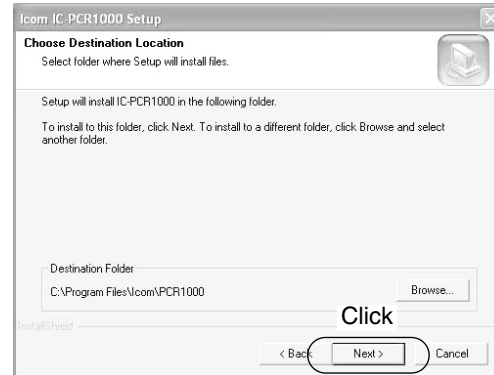 Icom IC-PCR1000 Setup
Choose Destination Location
Select folder where Setup will install files.
Setup will install IC-PCR1000 in the following folder.
To install to this folder, click Next. To install to a different folder, click Browse and select
another folder.
Destination Folder
C:\Program Files\Icom\PCR1000
Browse...
Click
InstallShield
< Back
Next >
Cancel